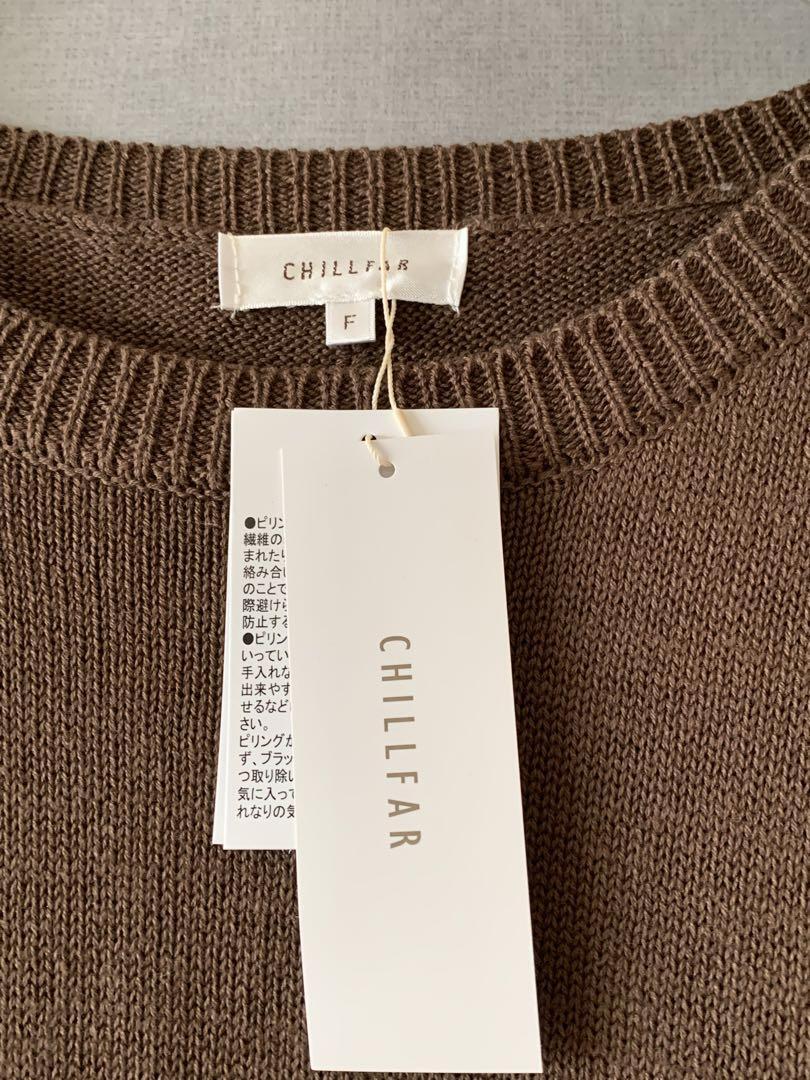 CHILLFAR
F
●ピリン
繊維の
まれたり
絡み合い
のことで
際避けら
防止する
●ピリン
いってい
手入れな
出来やす
せるなど
さい。
ピリングが
ず、ブラッ
つ取り除い
気に入って
れなりの気
CHILLFAR